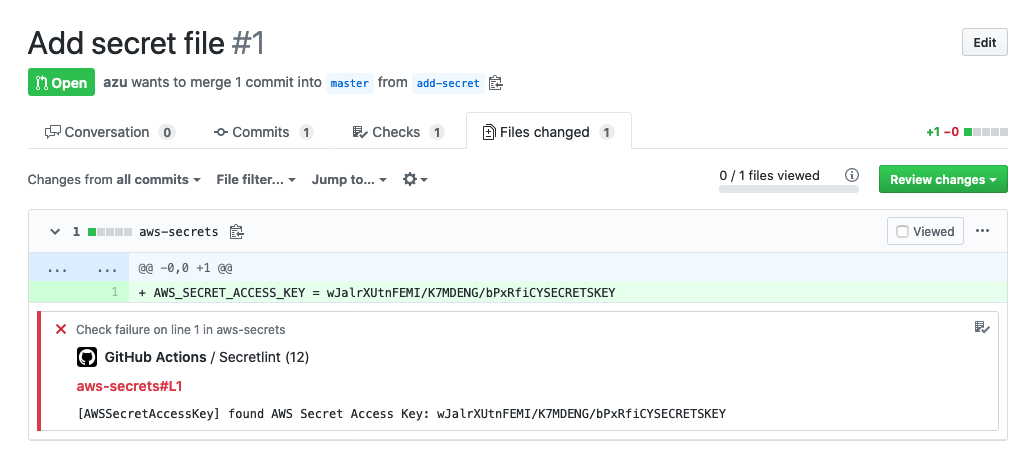 Add secret file #1
Edit
Open azu wants to merge 1 commit into master from add-secret
Conversation 0 Commits 1 Checks 1 Files changed 1 +1 −0
Changes from all commits File filter... Jump to... 0 / 1 files viewed Review changes
1 aws-secrets Viewed ...
... ... @@ -0,0 +1 @@
1 + AWS_SECRET_ACCESS_KEY = wJalrXUtnFEMI/K7MDENG/bPxRfiCYSECRETSKEY
Check failure on line 1 in aws-secrets
GitHub Actions / Secretlint (12)
aws-secrets#L1
[AWSSecretAccessKey] found AWS Secret Access Key: wJalrXUtnFEMI/K7MDENG/bPxRfiCYSECRETSKEY